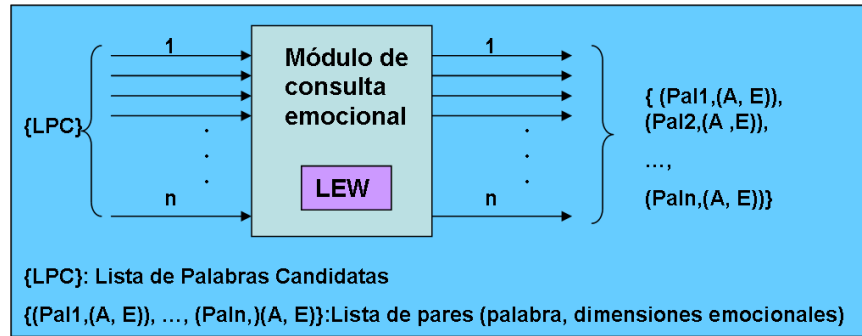 1
1
Módulo de
consulta
emocional
{LPC}
{ (Pal1,(A, E)),
(Pal2,(A ,E)),
...,
(Paln,(A, E))}
LEW
n
n
{LPC}: Lista de Palabras Candidatas
{(Pal1,(A, E)), ..., (Paln,)(A, E)}:Lista de pares (palabra, dimensiones emocionales)